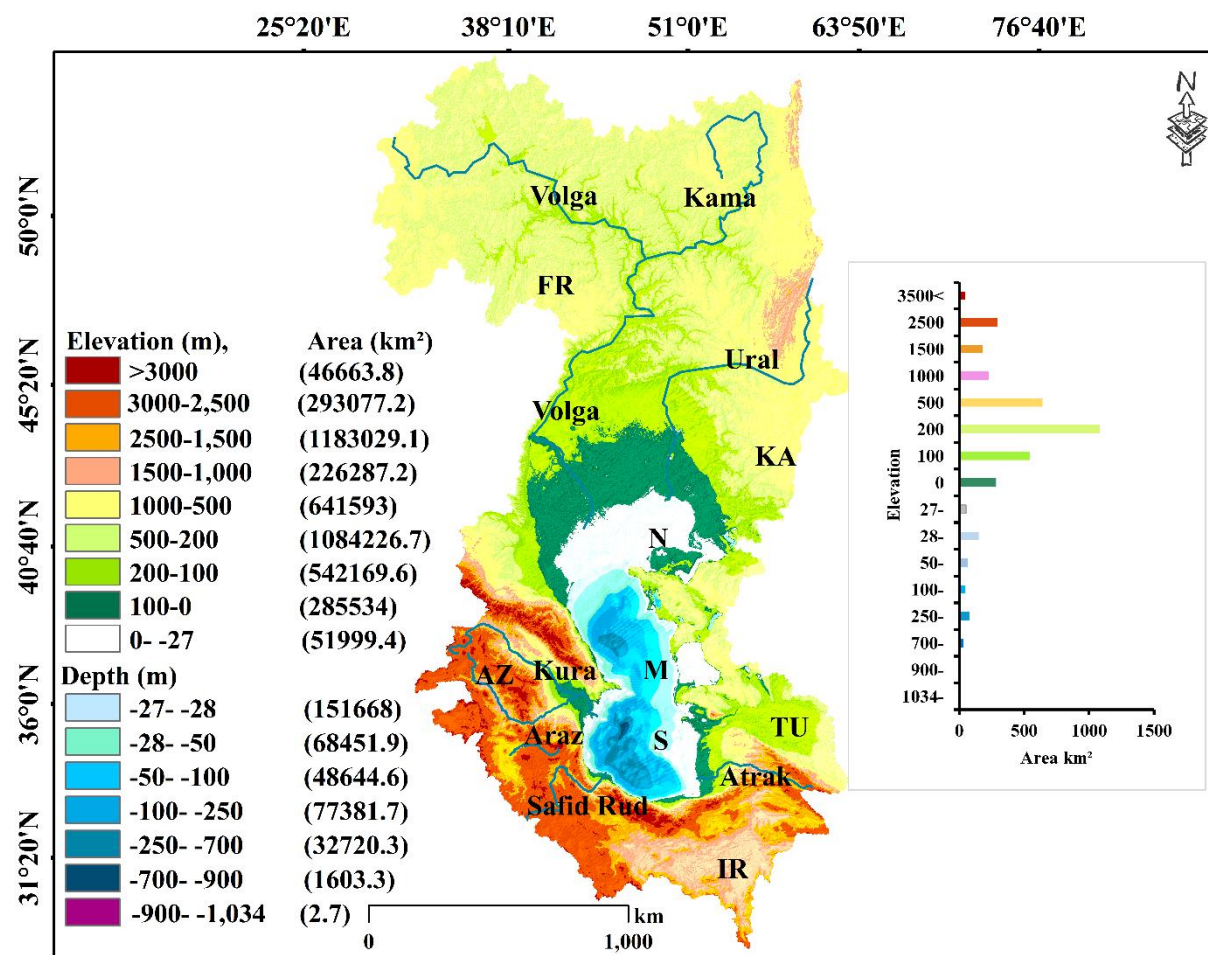 25°20'E 38°10'E 51°0'E 63°50'E 76°40'E
N
50°0'N
45°20'N
40°40'N
36°0'N
31°20'N
Volga
Kama
FR
Ural
Volga
KA
N
M
AZ
Kura
S
TU
Araz
Atrak
Safid Rud
IR
Elevation (m), Area (km²)
>3000 (46663.8)
3000-2,500 (293077.2)
2500-1,500 (1183029.1)
1500-1,000 (226287.2)
1000-500 (641593)
500-200 (1084226.7)
200-100 (542169.6)
100-0 (285534)
0- -27 (51999.4)
Depth (m)
-27- -28 (151668)
-28- -50 (68451.9)
-50- -100 (48644.6)
-100- -250 (77381.7)
-250- -700 (32720.3)
-700- -900 (1603.3)
-900- -1,034 (2.7)
km
0 1,000
Elevation
3500<
2500
1500
1000
500
200
100
0
27-
28-
50-
100-
250-
700-
900-
1034-
0 500 1000 1500
Area km²